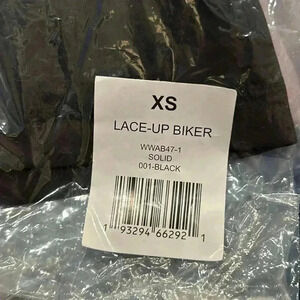 XS
LACE-UP BIKER
WWAB47-1
SOLID
001-BLACK
1 93294 66292 1